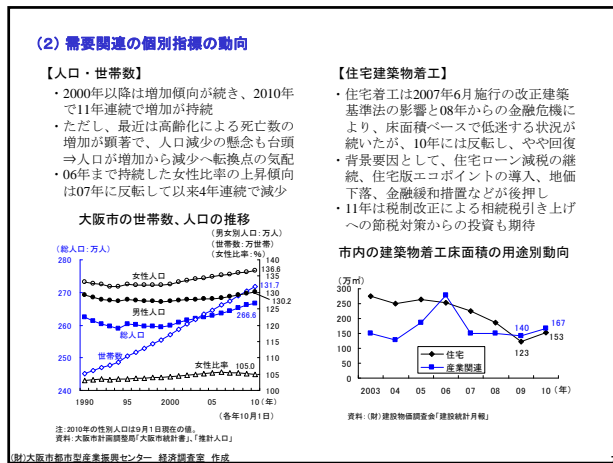 (2) 需要関連の個別指標の動向
【人口・世帯数】
・2000年以降は増加傾向が続き、2010年
で11年連続で増加が持続
・ただし、最近は高齢化による死亡数の
増加が顕著で、人口減少の懸念も台頭
⇒人口が増加から減少へ転換点の気配
・06年まで持続した女性比率の上昇傾向
は07年に反転して以来4年連続で減少
大阪市の世帯数、人口の推移
(男女別人口:万人)
(世帯数:万世帯)
(女性比率:%)
(総人口:万人)
280
270
260
250
240
140
135
130
125
120
115
110
105
100
女性人口
136.6
131.7
男性人口
130.2
総人口
266.6
世帯数
女性比率
105.0
1990 95 2000 05 10 (年)
(各年10月1日)
注:2010年の性別人口は9月1日現在の値。
資料:大阪市計画調整局「大阪市統計書」、「推計人口」
【住宅建築物着工】
・住宅着工は2007年6月施行の改正建築
基準法の影響と08年からの金融危機に
より、床面積ベースで低迷する状況が
続いたが、10年には反転し、やや回復
・背景要因として、住宅ローン減税の継
続、住宅版エコポイントの導入、地価
下落、金融緩和措置などが後押し
・11年は税制改正による相続税引き上げ
への節税対策からの投資も期待
市内の建築物着工床面積の用途別動向
(万㎡)
300
250
200
150
100
50
0
140
167
123
153
住宅
産業関連
2003 04 05 06 07 08 09 10 (年)
資料:(財)建設物価調査会「建設統計月報」
(財)大阪市都市型産業振興センター 経済調査室 作成